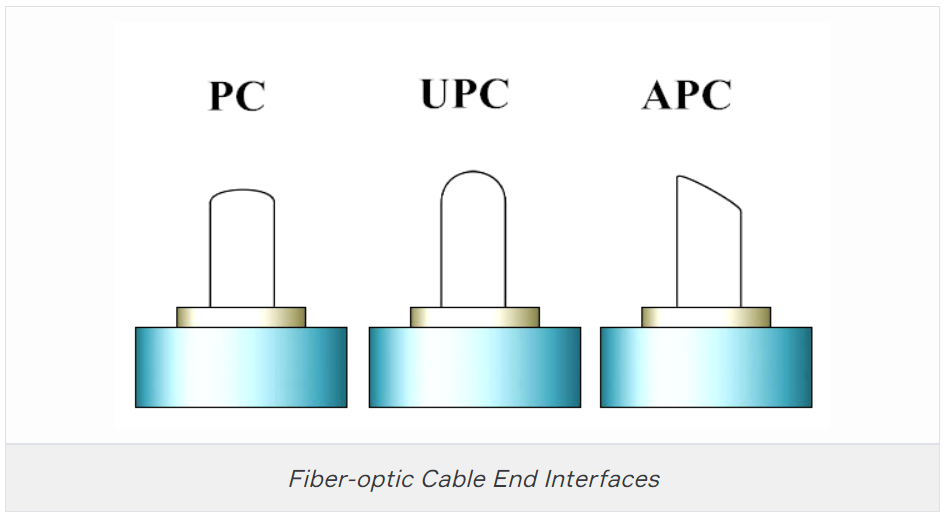 PC UPC APC
Fiber-optic Cable End Interfaces